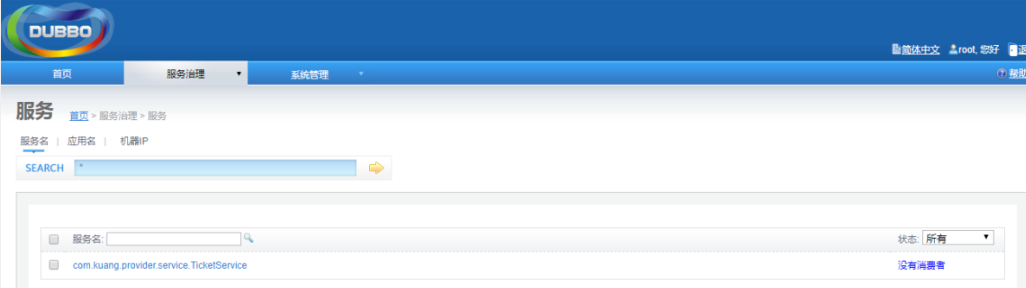 DUBBO
简体中文 root, 您好 退
首页 服务治理 系统管理 帮助
服务 首页 > 服务治理 > 服务
服务名 | 应用名 | 机器IP
SEARCH *
服务名: 状态: 所有
com.kuang.provider.service.TicketService 没有消费者